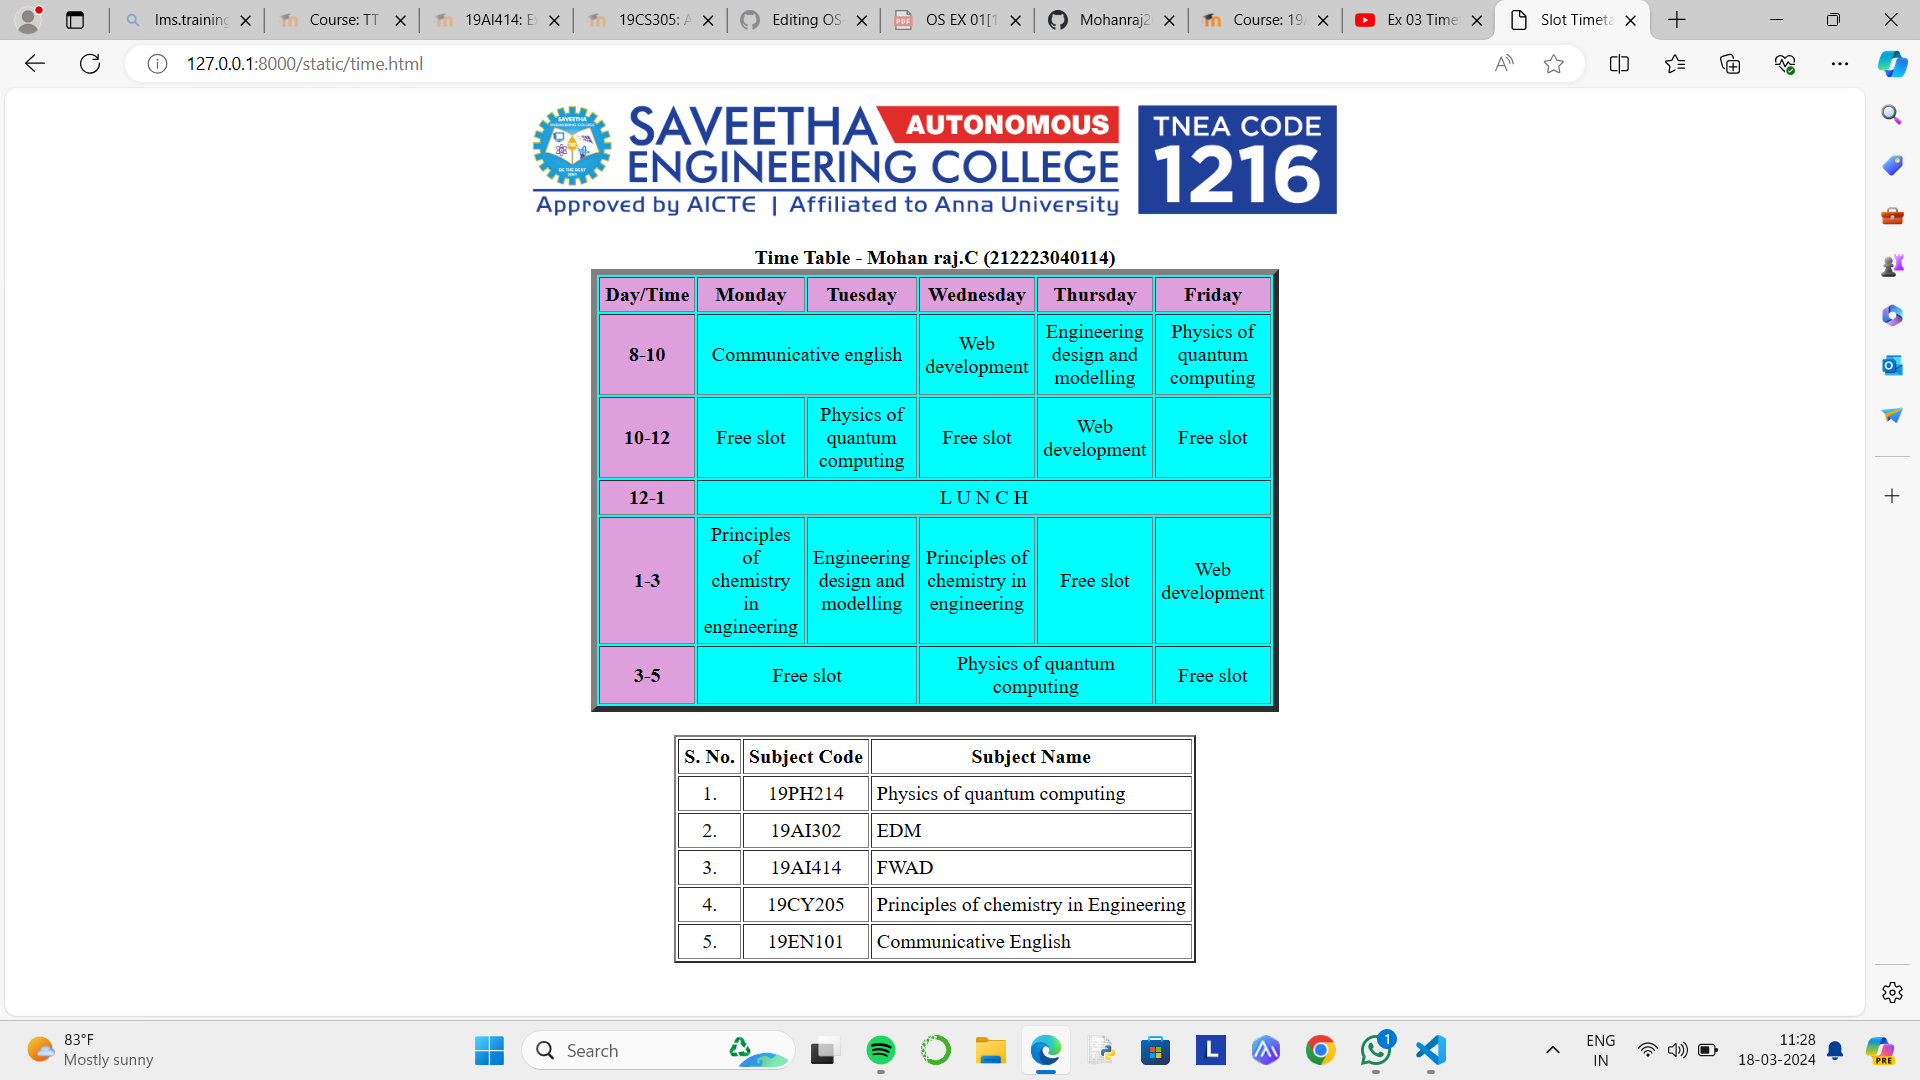 lms.training
Course: TT
19AI414: Ex
19CS305: A
Editing OS-
OS EX 01[1
Mohanraj2
Course: 19
Ex 03 Time
Slot Timeta
127.0.0.1:8000/static/time.html
SAVEETHA
AUTONOMOUS
ENGINEERING COLLEGE
Approved by AICTE | Affiliated to Anna University
TNEA CODE
1216
Time Table - Mohan raj.C (212223040114)
Day/Time Monday Tuesday Wednesday Thursday Friday
8-10
Communicative english
Web
development
Engineering
design and
modelling
Physics of
quantum
computing
10-12
Free slot
Physics of
quantum
computing
Free slot
Web
development
Free slot
12-1
L U N C H
1-3
Principles
of
chemistry
in
engineering
Engineering
design and
modelling
Principles of
chemistry in
engineering
Free slot
Web
development
3-5
Free slot
Physics of quantum
computing
Free slot
S. No. Subject Code Subject Name
1. 19PH214 Physics of quantum computing
2. 19AI302 EDM
3. 19AI414 FWAD
4. 19CY205 Principles of chemistry in Engineering
5. 19EN101 Communicative English
83°F
Mostly sunny
Search
L
1
ENG
IN
11:28
18-03-2024
PRE